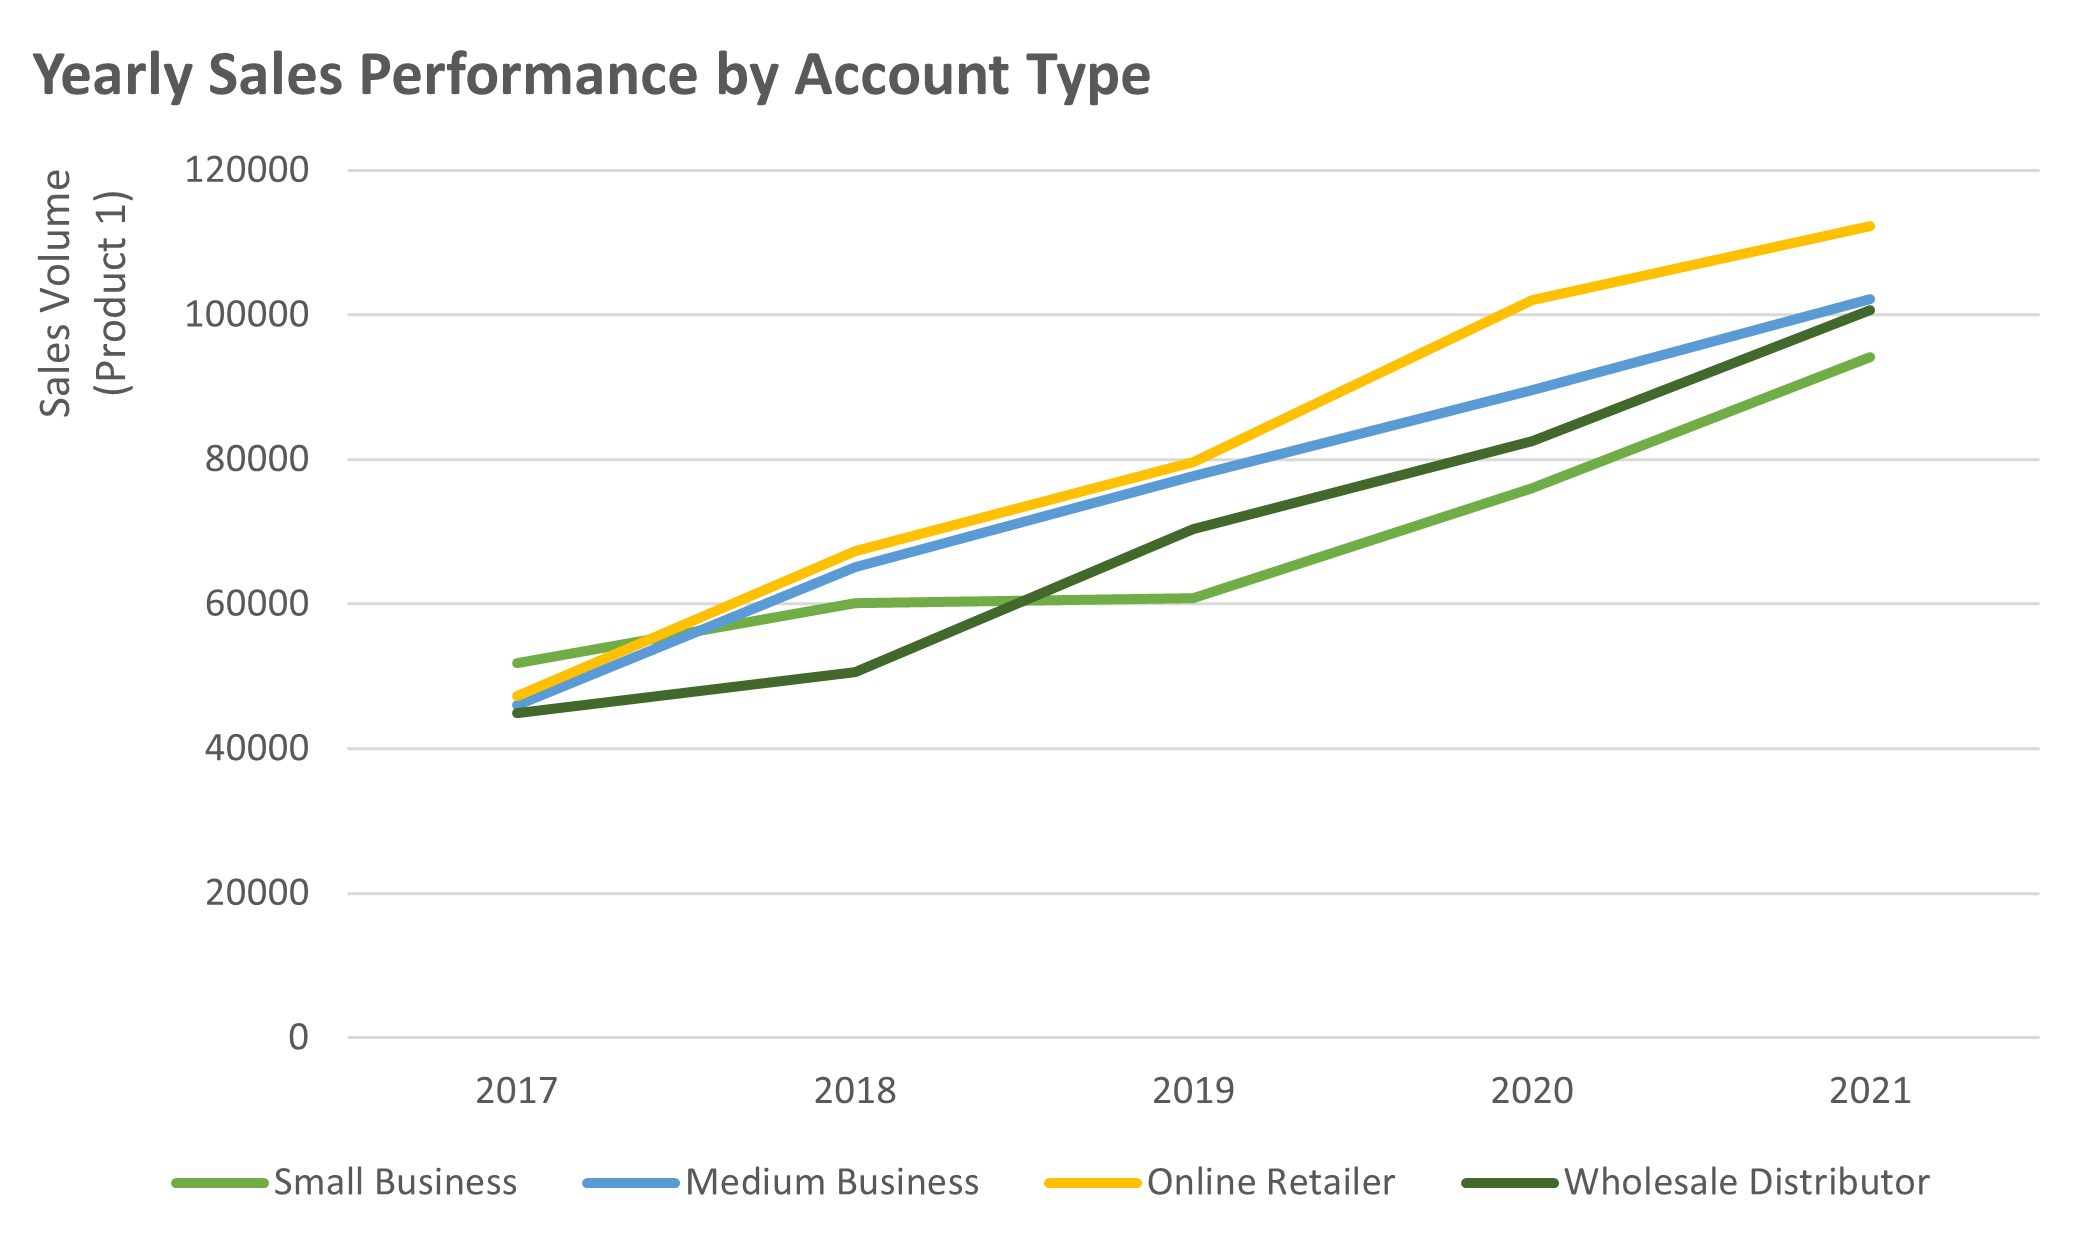 Yearly Sales Performance by Account Type
Sales Volume
(Product 1)
120000
100000
80000
60000
40000
20000
0
2017 2018 2019 2020 2021
Small Business Medium Business Online Retailer Wholesale Distributor